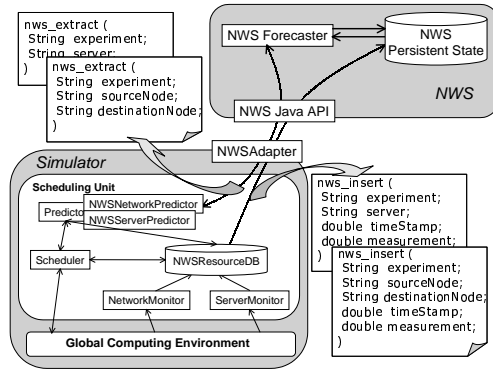 nws_extract (
String experiment;
String server;
)
nws_extract (
String experiment;
String sourceNode;
String destinationNode;
)
NWS Forecaster
NWS
Persistent State
NWS
NWS Java API
NWSAdapter
Simulator
Scheduling Unit
NWSNetworkPredictor
Predicto
NWSServerPredictor
Scheduler
NWSResourceDB
NetworkMonitor
ServerMonitor
Global Computing Environment
nws_insert (
String experiment;
String server;
double timeStamp;
double measurement;
)
nws_insert (
String experiment;
String sourceNode;
String destinationNode;
double timeStamp;
double measurement;
)